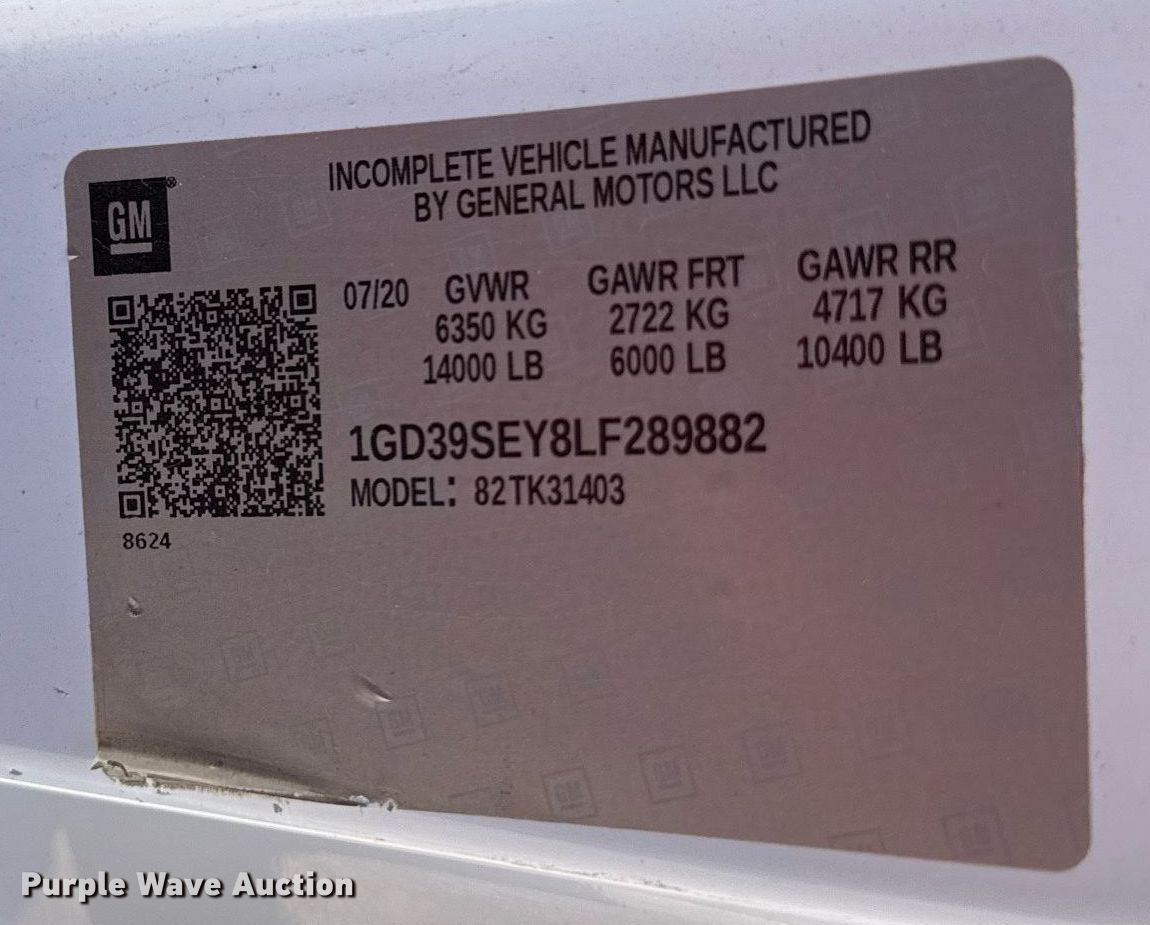 INCOMPLETE VEHICLE MANUFACTURED
BY GENERAL MOTORS LLC
GM®
07/20 GVWR GAWR FRT GAWR RR
6350 KG 2722 KG 4717 KG
14000 LB 6000 LB 10400 LB
1GD39SEY8LF289882
MODEL: 82TK31403
8624
Purple Wave Auction